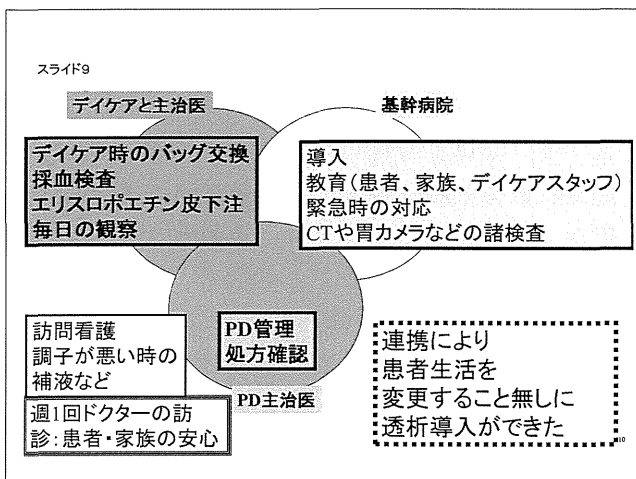 スライド9
デイケアと主治医
基幹病院
デイケア時のバッグ交換
採血検査
エリスロポエチン皮下注
毎日の観察
導入
教育(患者、家族、デイケアスタッフ)
緊急時の対応
CTや胃カメラなどの諸検査
訪問看護
調子が悪い時の
補液など
週1回ドクターの訪
診:患者・家族の安心
PD管理
処方確認
PD主治医
連携により
患者生活を
変更すること無しに
透析導入ができた
10